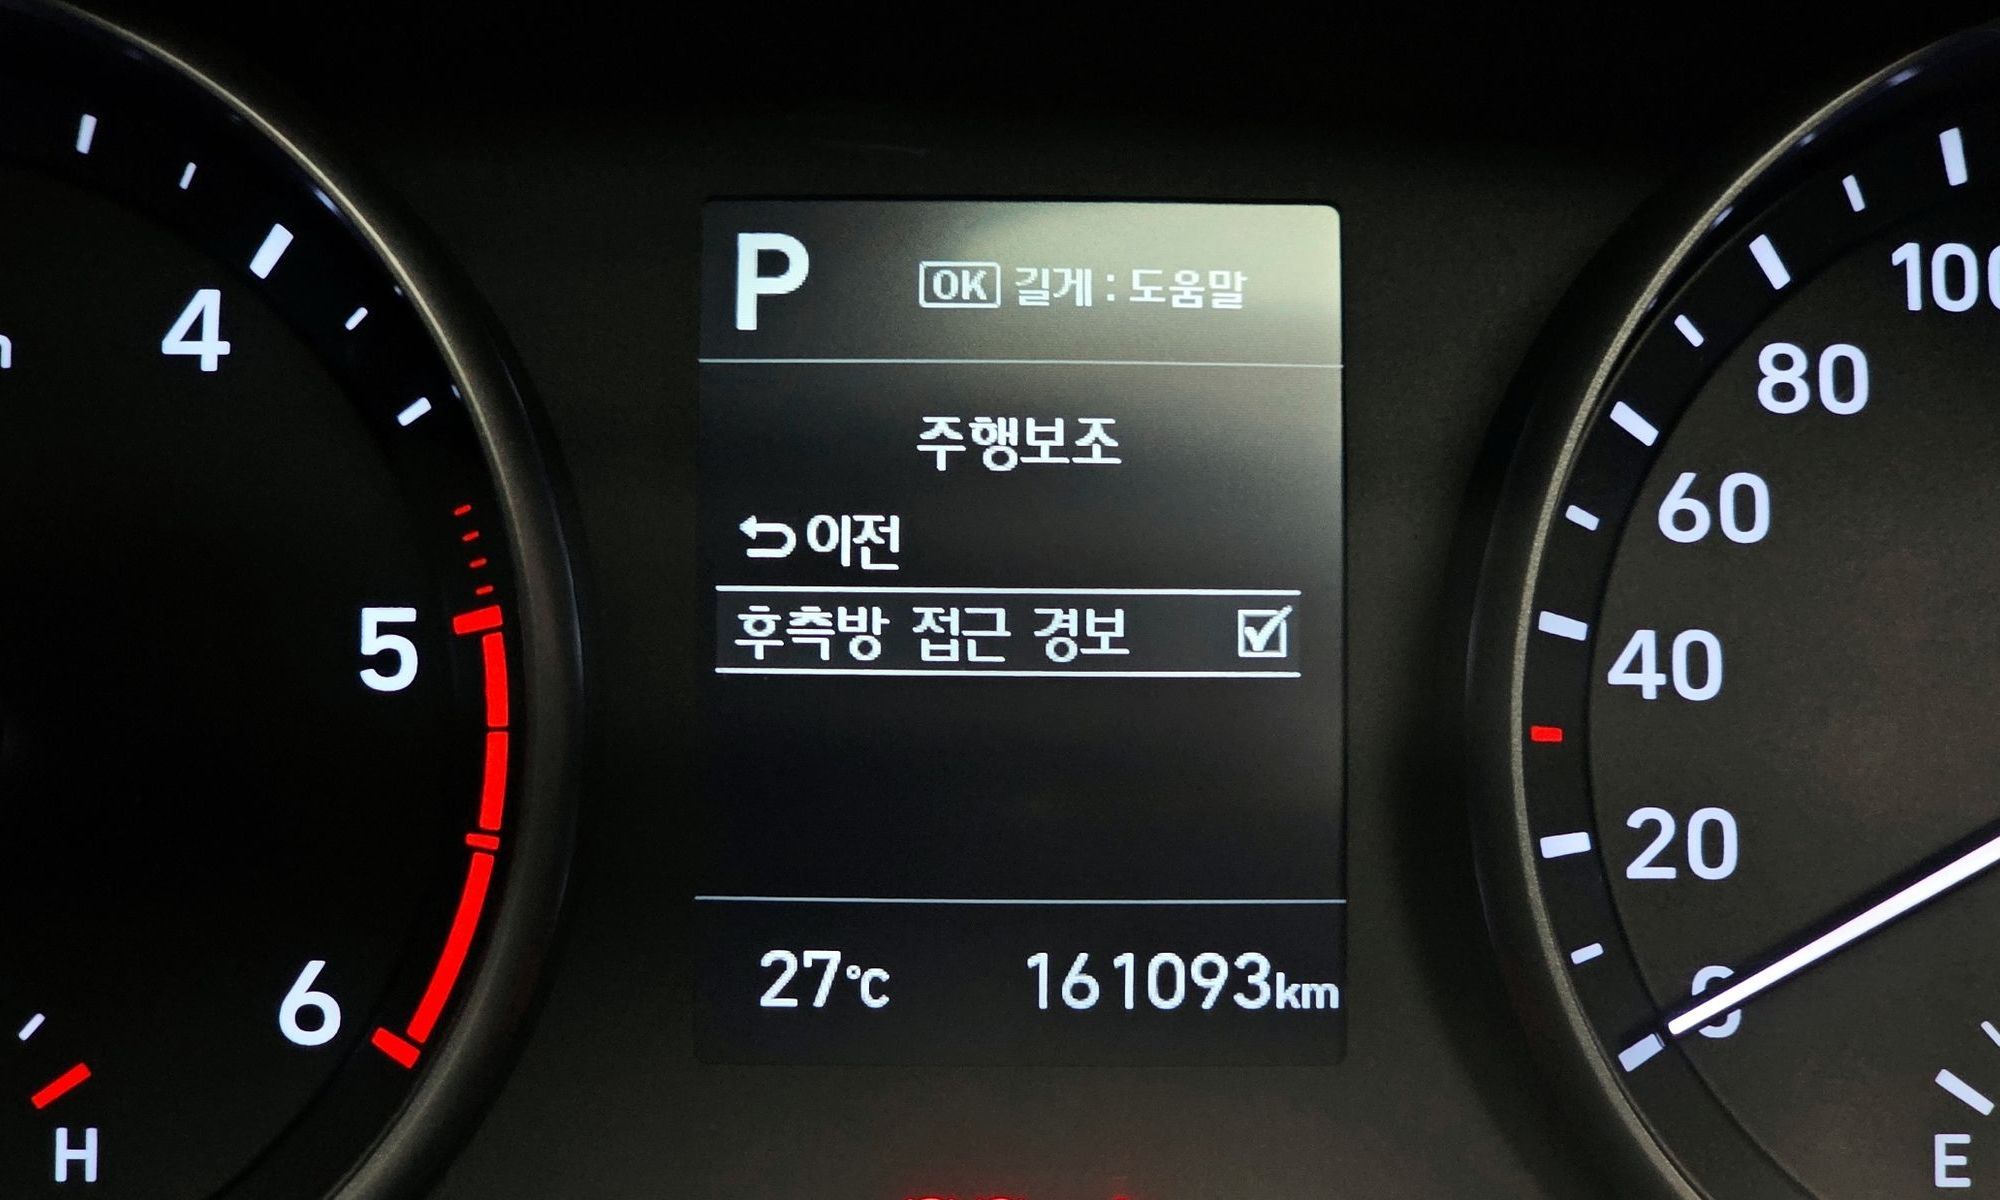 P
OK 길게 : 도움말
주행보조
이전
후측방 접근 경보
27℃ 161093km
4
5
6
H
100
80
60
40
20
0
E